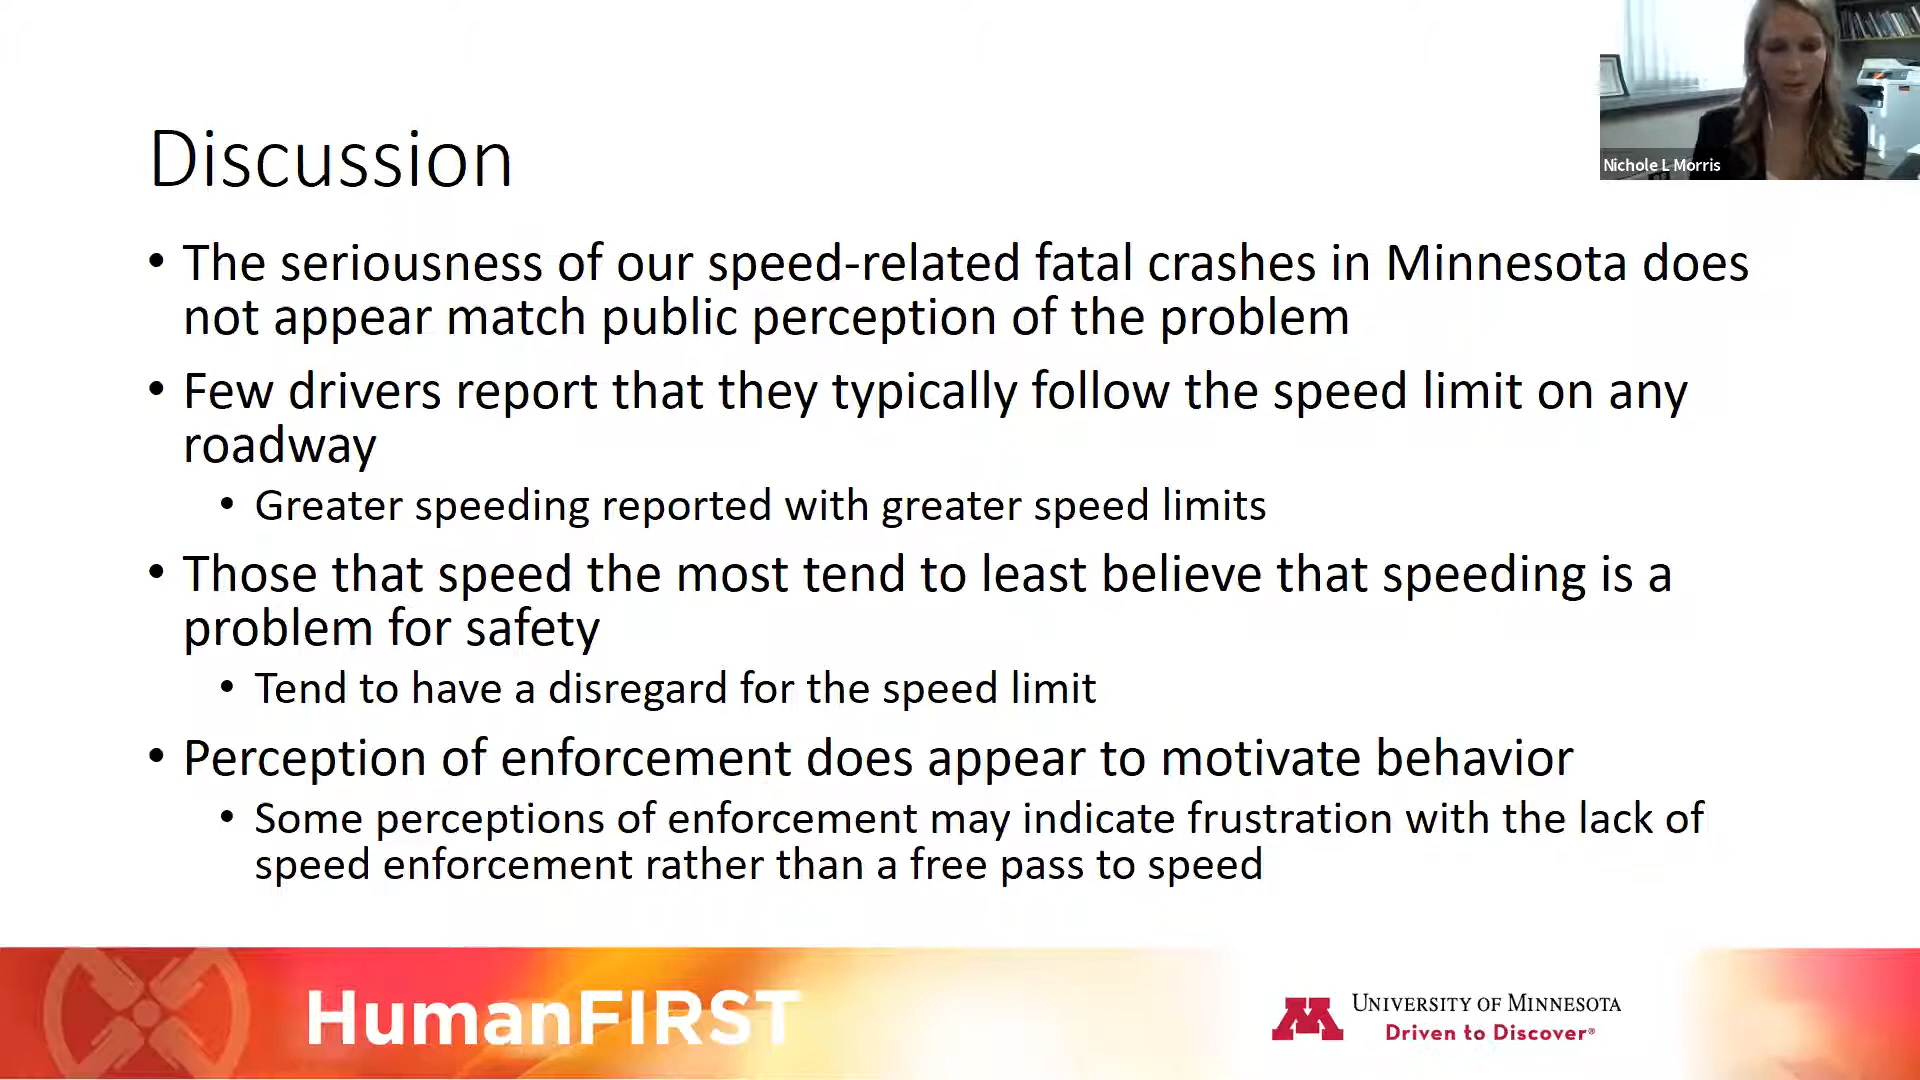 Discussion
Nichole L Morris
• The seriousness of our speed-related fatal crashes in Minnesota does
not appear match public perception of the problem
• Few drivers report that they typically follow the speed limit on any
roadway
• Greater speeding reported with greater speed limits
• Those that speed the most tend to least believe that speeding is a
problem for safety
• Tend to have a disregard for the speed limit
• Perception of enforcement does appear to motivate behavior
• Some perceptions of enforcement may indicate frustration with the lack of
speed enforcement rather than a free pass to speed
HumanFIRST
M
UNIVERSITY OF MINNESOTA
Driven to Discover®